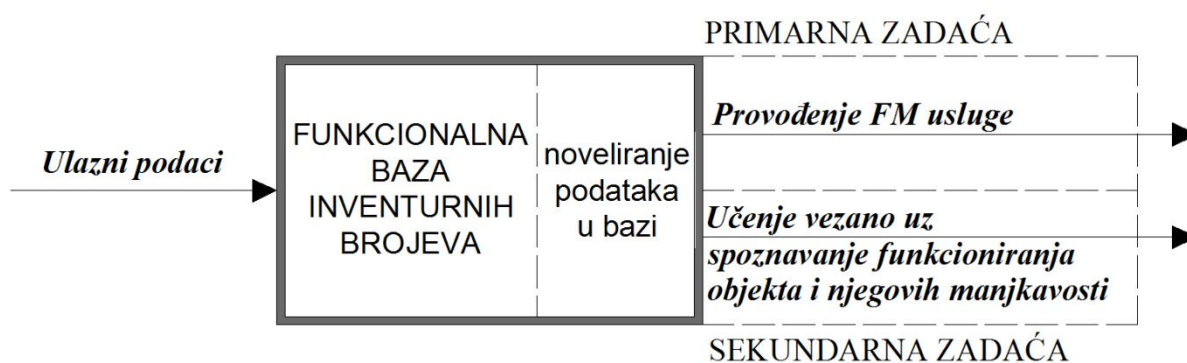 PRIMARNA ZADAĆA
Ulazni podaci
FUNKCIONALNA
BAZA
INVENTURNIH
BROJEVA
noveliranje
podataka
u bazi
Provođenje FM usluge
Učenje vezano uz
spoznavanje funkcioniranja
objekta i njegovih manjkavosti
SEKUNDARNA ZADAĆA